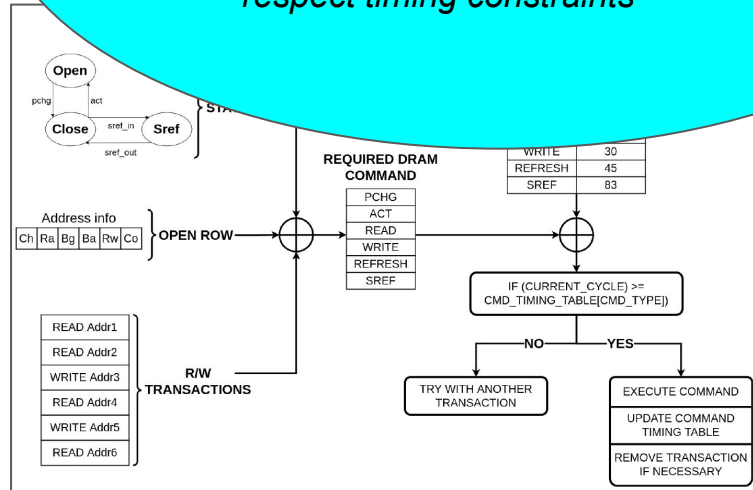 respect timing constraints
Open
pchg
act
Close
sref_in
Sref
sref_out
WRITE 30
REFRESH 45
SREF 83
REQUIRED DRAM
COMMAND
PCHG
ACT
READ
WRITE
REFRESH
SREF
Address info
Ch Ra Bg Ba Rw Co
OPEN ROW
IF (CURRENT_CYCLE) >=
CMD_TIMING_TABLE[CMD_TYPE])
READ Addr1
READ Addr2
WRITE Addr3
READ Addr4
WRITE Addr5
READ Addr6
R/W
TRANSACTIONS
NO
YES
TRY WITH ANOTHER
TRANSACTION
EXECUTE COMMAND
UPDATE COMMAND
TIMING TABLE
REMOVE TRANSACTION
IF NECESSARY